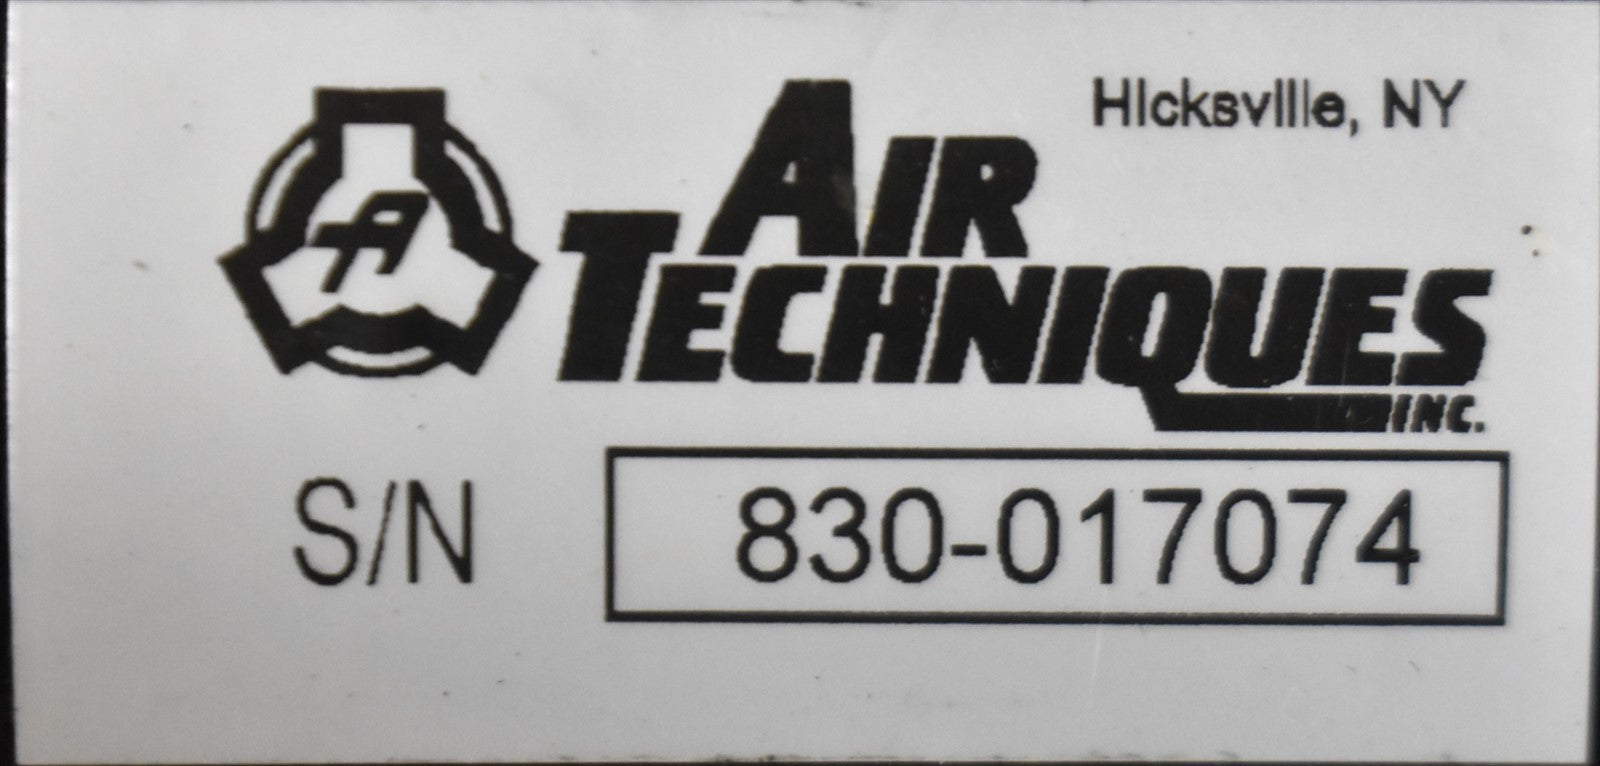 Hicksville, NY
A
AIR
TECHNIQUES
INC.
S/N 830-017074